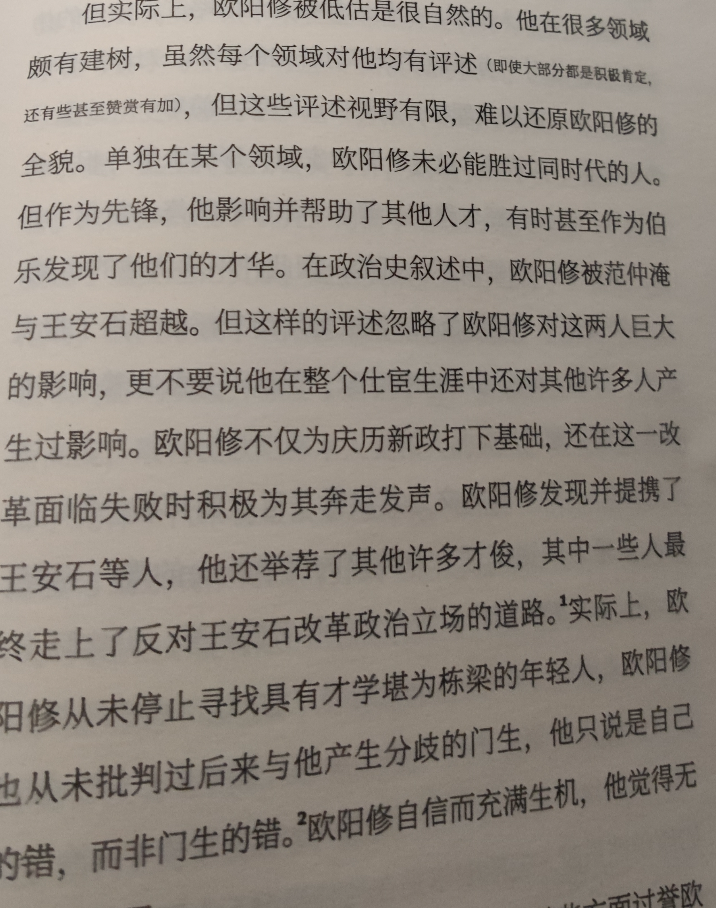 但实际上，欧阳修被低估是很自然的。他在很多领域
颇有建树，虽然每个领域对他均有评述（即使大部分都是积极肯定，
还有些甚至赞赏有加），但这些评述视野有限，难以还原欧阳修的
全貌。单独在某个领域，欧阳修未必能胜过同时代的人。
但作为先锋，他影响并帮助了其他人才，有时甚至作为伯
乐发现了他们的才华。在政治史叙述中，欧阳修被范仲淹
与王安石超越。但这样的评述忽略了欧阳修对这两人巨大
的影响，更不要说他在整个仕宦生涯中还对其他许多人产
生过影响。欧阳修不仅为庆历新政打下基础，还在这一改
革面临失败时积极为其奔走发声。欧阳修发现并提携了
王安石等人，他还举荐了其他许多才俊，其中一些人最
终走上了反对王安石改革政治立场的道路。1实际上，欧
阳修从未停止寻找具有才学堪为栋梁的年轻人，欧阳修
也从未批判过后来与他产生分歧的门生，他只说是自己
的错，而非门生的错。2欧阳修自信而充满生机，他觉得无
方面过誉欧